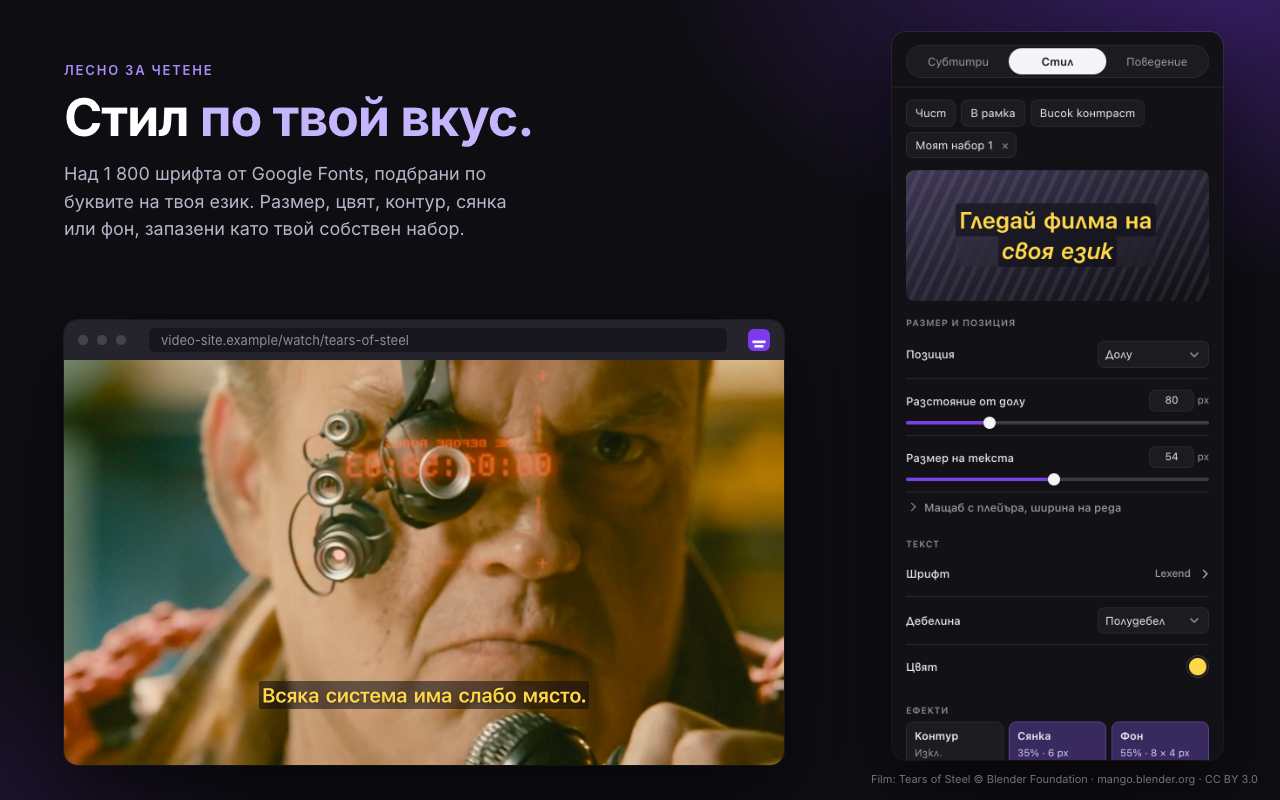 ЛЕСНО ЗА ЧЕТЕНЕ
Стил по твой вкус.
Над 1 800 шрифта от Google Fonts, подбрани по
буквите на твоя език. Размер, цвят, контур, сянка
или фон, запазени като твой собствен набор.
video-site.example/watch/tears-of-steel
Всяка система има слабо място.
Субтитри Стил Поведение
Чист В рамка Висок контраст
Моят набор 1 ×
Гледай филма на
своя език
РАЗМЕР И ПОЗИЦИЯ
Позиция Долу
Разстояние от долу 80 px
Размер на текста 54 px
Мащаб с плейъра, ширина на реда
ТЕКСТ
Шрифт Lexend
Дебелина Полудебел
Цвят
ЕФЕКТИ
Контур Сянка Фон
Изкл. 35% · 6 px 55% · 8 × 4 px
Film: Tears of Steel © Blender Foundation · mango.blender.org · CC BY 3.0